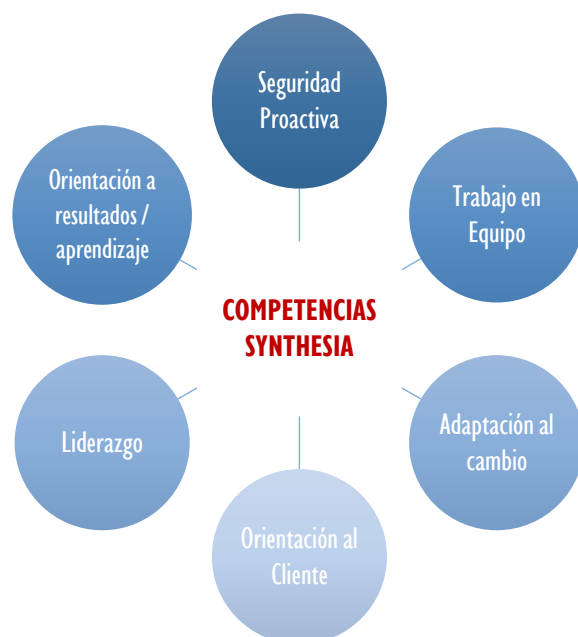 Seguridad
Proactiva
Orientación a
resultados /
aprendizaje
Trabajo en
Equipo
COMPETENCIAS
SYNTHESIA
Liderazgo
Adaptación al
cambio
Orientación al
Cliente